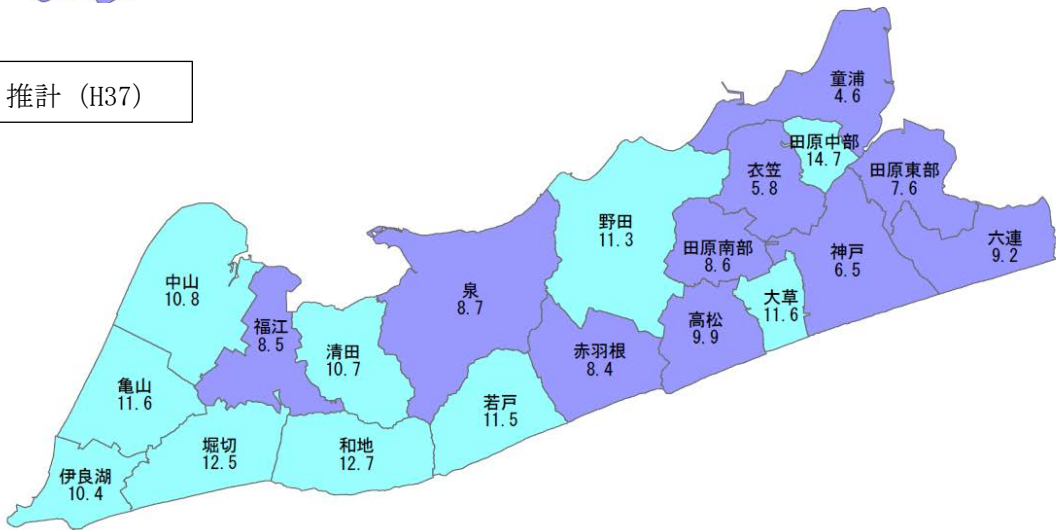 推計（H37）
童浦
4.6
田原中部
14.7
衣笠
5.8
田原東部
7.6
野田
11.3
六連
9.2
田原南部
8.6
神戸
6.5
中山
10.8
泉
8.7
大草
11.6
高松
9.9
福江
8.5
清田
10.7
赤羽根
8.4
亀山
11.6
若戸
11.5
堀切
12.5
和地
12.7
伊良湖
10.4